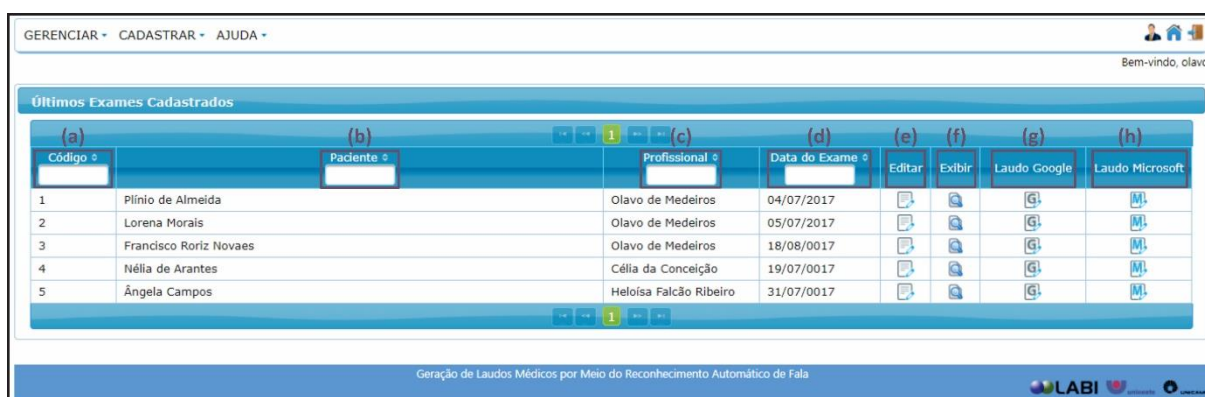 GERENCIAR CADASTRAR AJUDA
Bem-vindo, olavo
Últimos Exames Cadastrados
(a) (b) 1 (c) (d) (e) (f) (g) (h)
Código Paciente Profissional Data do Exame Editar Exibir Laudo Google Laudo Microsoft
1 Plínio de Almeida Olavo de Medeiros 04/07/2017 G M
2 Lorena Morais Olavo de Medeiros 05/07/2017 G M
3 Francisco Roriz Novaes Olavo de Medeiros 18/08/0017 G M
4 Nélia de Arantes Célia da Conceição 19/07/0017 G M
5 Ângela Campos Heloísa Falcão Ribeiro 31/07/0017 G M
1
Geração de Laudos Médicos por Meio do Reconhecimento Automático de Fala
LABI unioeste UNICAMP